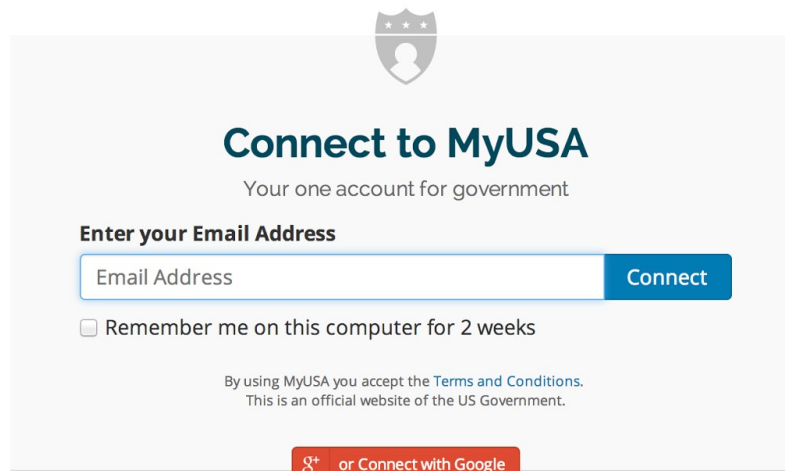 Connect to MyUSA
Your one account for government
Enter your Email Address
Email Address
Connect
Remember me on this computer for 2 weeks
By using MyUSA you accept the Terms and Conditions.
This is an official website of the US Government.
g+ or Connect with Google